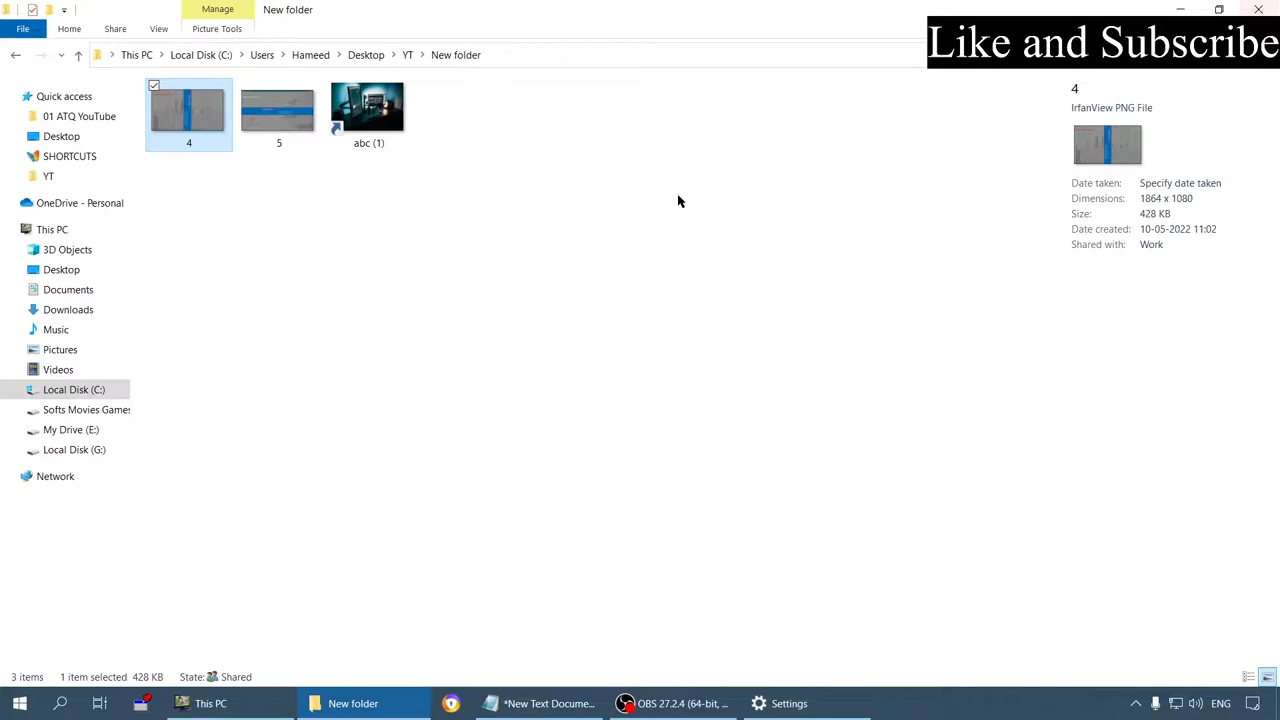 Manage
New folder
File
Home
Share
View
Picture Tools
Like and Subscribe
This PC
Local Disk (C:)
Users
Hameed
Desktop
YT
New folder
Quick access
01 ATQ YouTube
Desktop
SHORTCUTS
YT
OneDrive - Personal
This PC
3D Objects
Desktop
Documents
Downloads
Music
Pictures
Videos
Local Disk (C:)
Softs Movies Games
My Drive (E:)
Local Disk (G:)
Network
4
5
abc (1)
4
IrfanView PNG File
Date taken: Specify date taken
Dimensions: 1864 x 1080
Size: 428 KB
Date created: 10-05-2022 11:02
Shared with: Work
3 items
1 item selected 428 KB
State: Shared
This PC
New folder
*New Text Docume...
OBS 27.2.4 (64-bit, ...
Settings
ENG